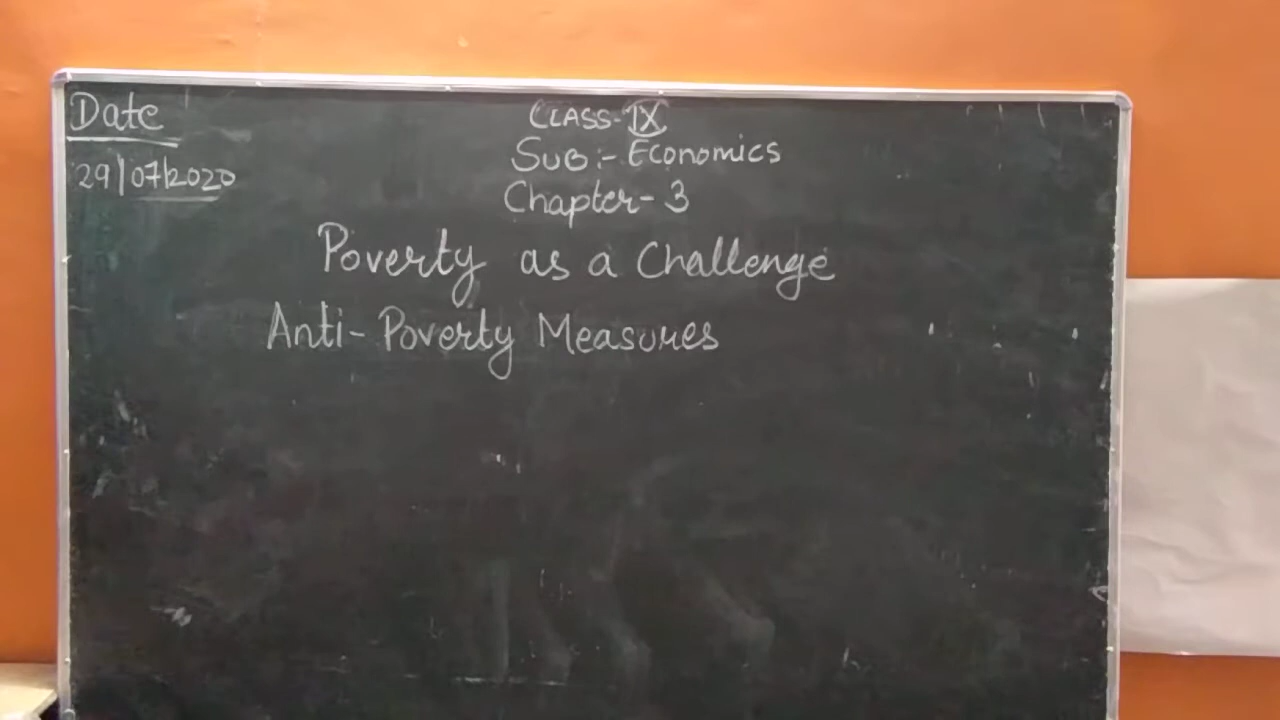 Date
29/07/2020
CLASS-IX
SUB:- Economics
Chapter-3
Poverty as a Challenge
Anti-Poverty Measures